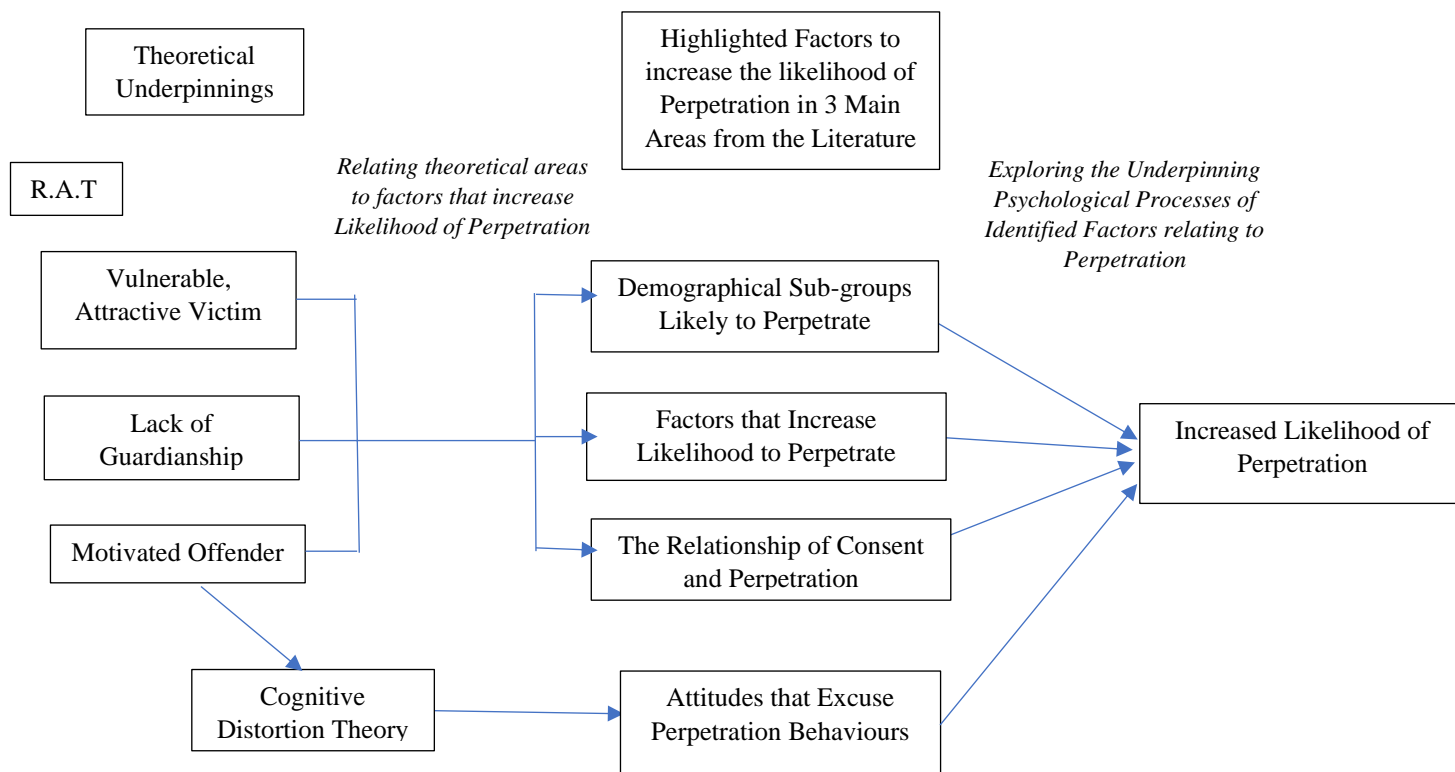 Theoretical
Underpinnings
Highlighted Factors to
increase the likelihood of
Perpetration in 3 Main
Areas from the Literature
R.A.T
Relating theoretical areas
to factors that increase
Likelihood of Perpetration
Exploring the Underpinning
Psychological Processes of
Identified Factors relating to
Perpetration
Vulnerable,
Attractive Victim
Demographical Sub-groups
Likely to Perpetrate
Lack of
Guardianship
Factors that Increase
Likelihood to Perpetrate
Increased Likelihood of
Perpetration
Motivated Offender
The Relationship of Consent
and Perpetration
Cognitive
Distortion Theory
Attitudes that Excuse
Perpetration Behaviours